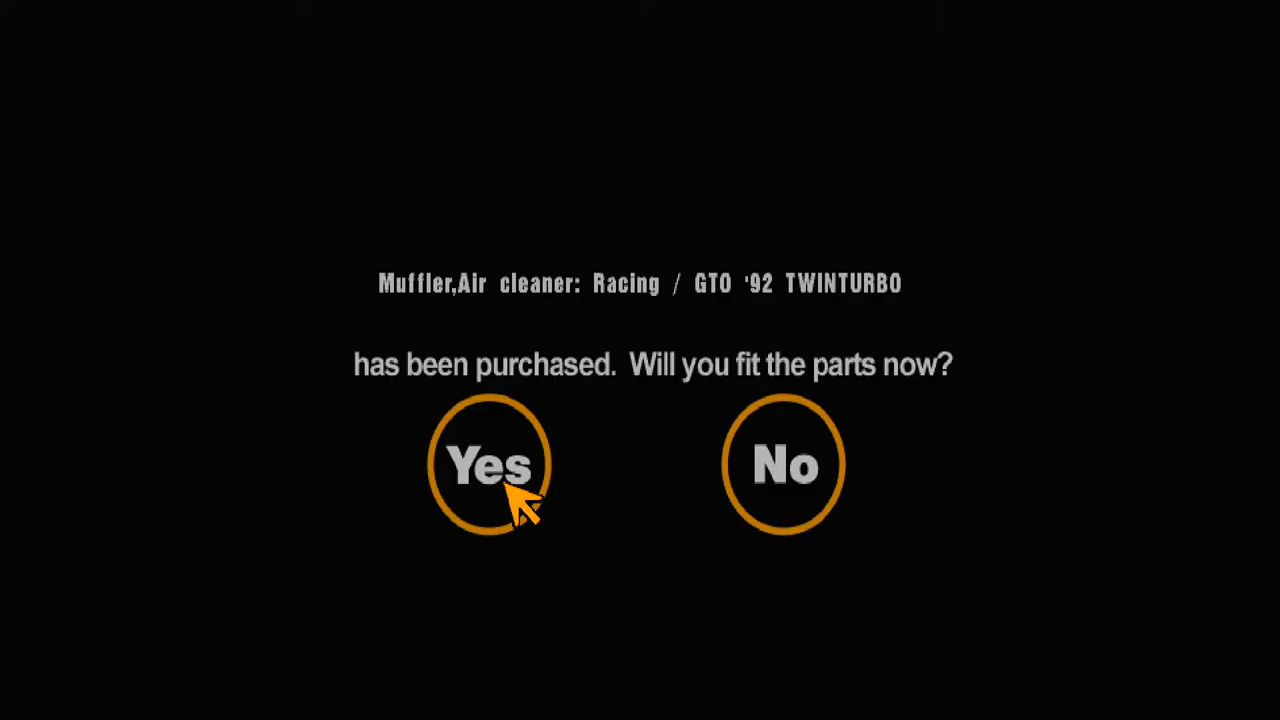 Muffler,Air cleaner: Racing / GTO '92 TWINTURBO
has been purchased. Will you fit the parts now?
Yes No